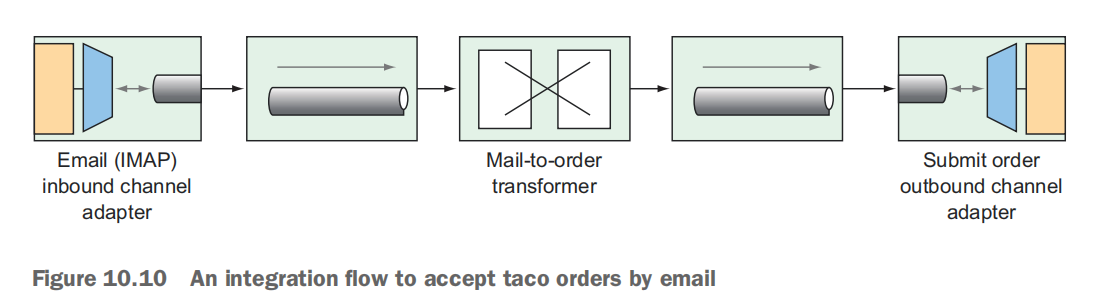 Email (IMAP)
inbound channel
adapter
Mail-to-order
transformer
Submit order
outbound channel
adapter
Figure 10.10 An integration flow to accept taco orders by email